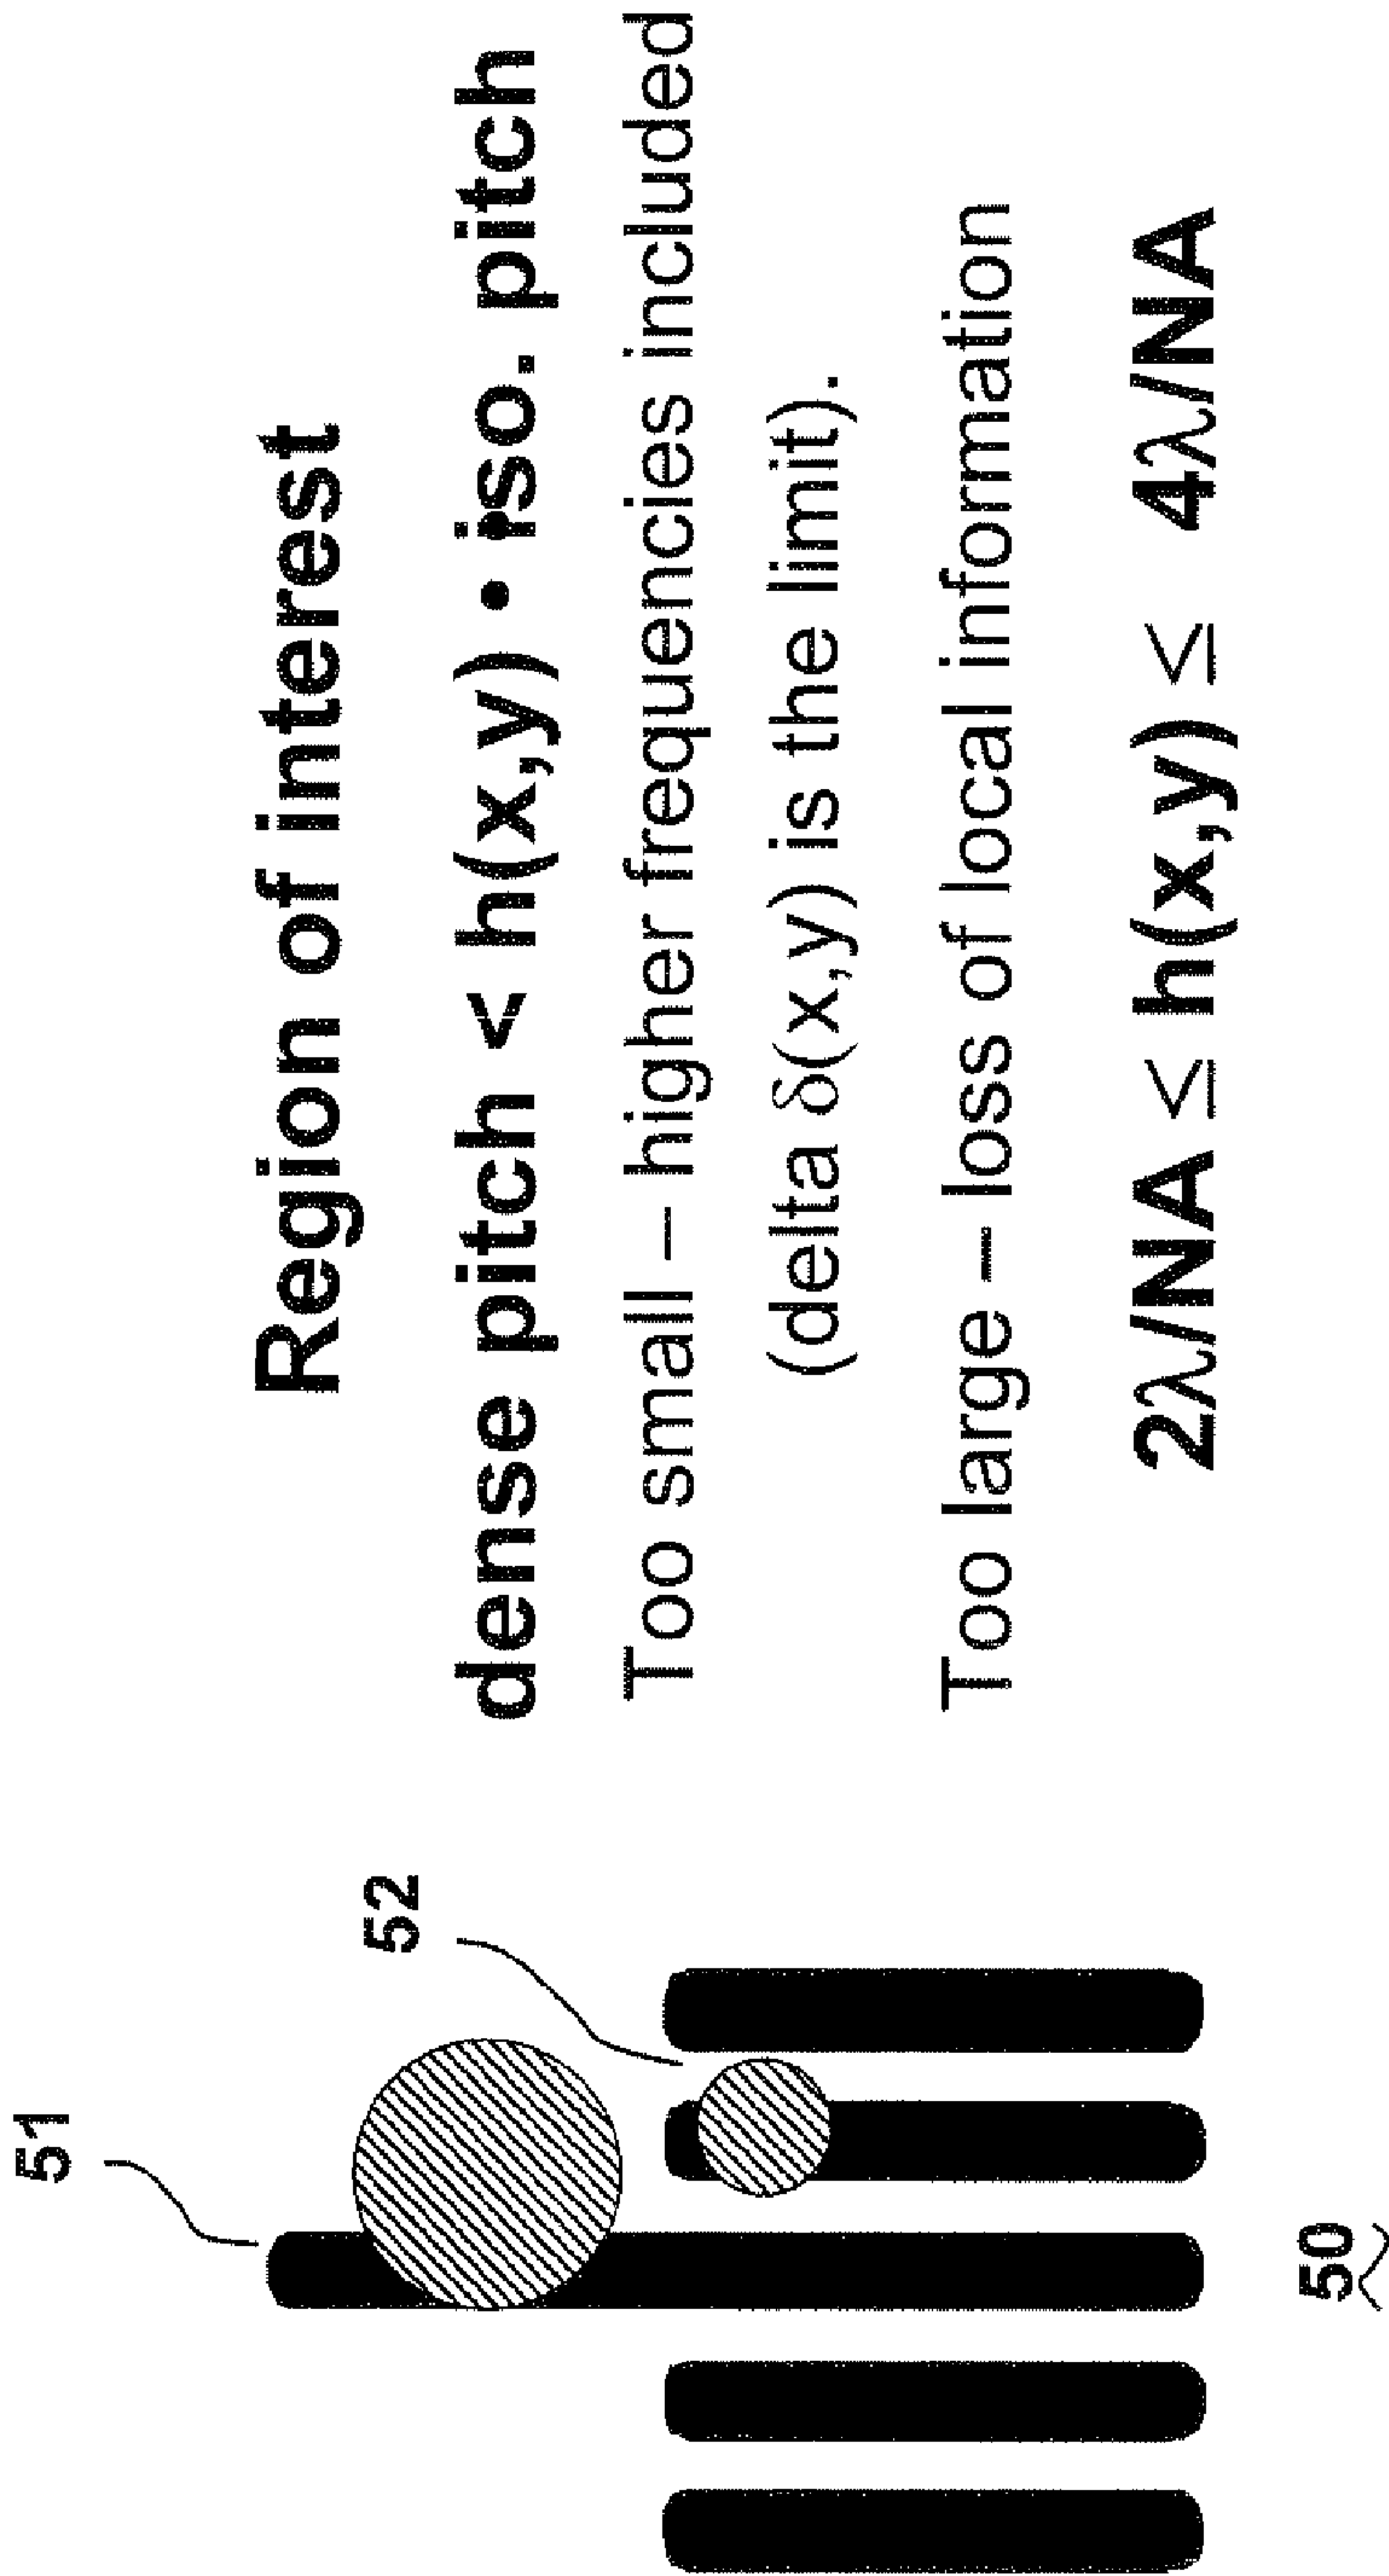 Region of interest
dense pitch < h(x,y) • iso. pitch
Too small – higher frequencies included
(delta δ(x,y) is the limit).
Too large – loss of local information
2λ/NA ≤ h(x,y) ≤ 4λ/NA
51
52
50